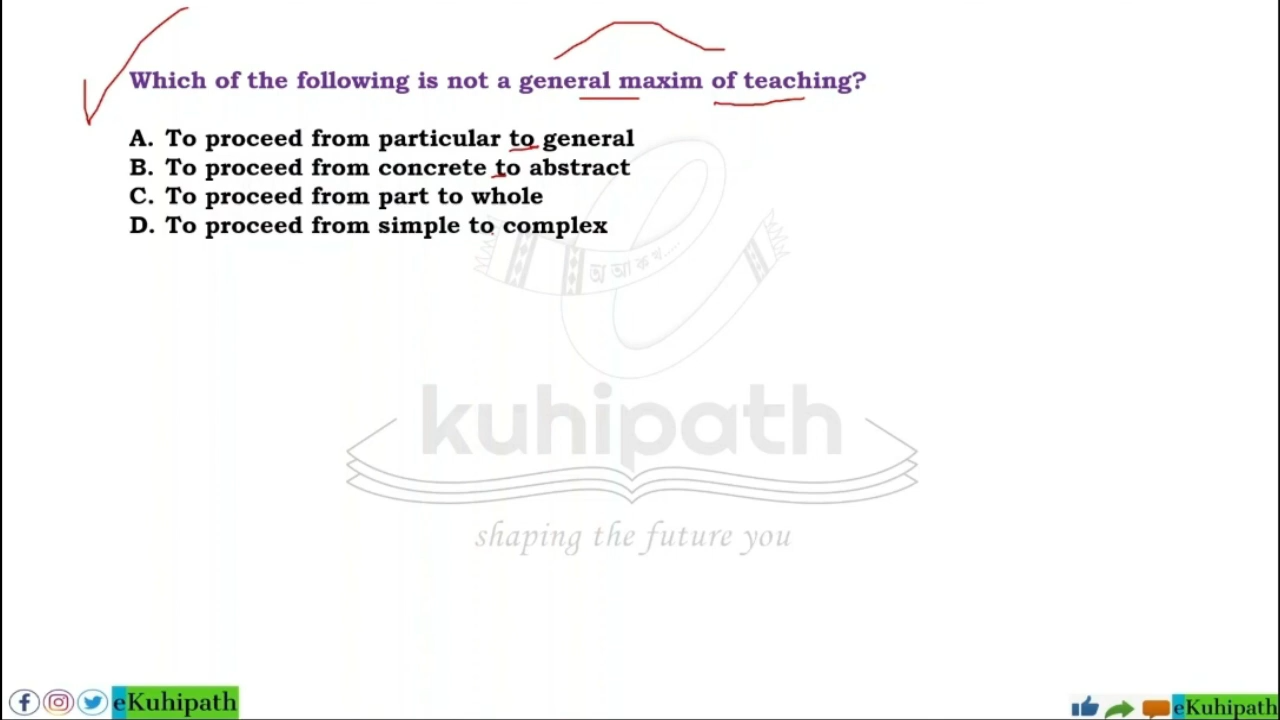 Which of the following is not a general maxim of teaching?
A. To proceed from particular to general
B. To proceed from concrete to abstract
C. To proceed from part to whole
D. To proceed from simple to complex
অ আ ক খ....
kuhipath
shaping the future you
eKuhipath
eKuhipath